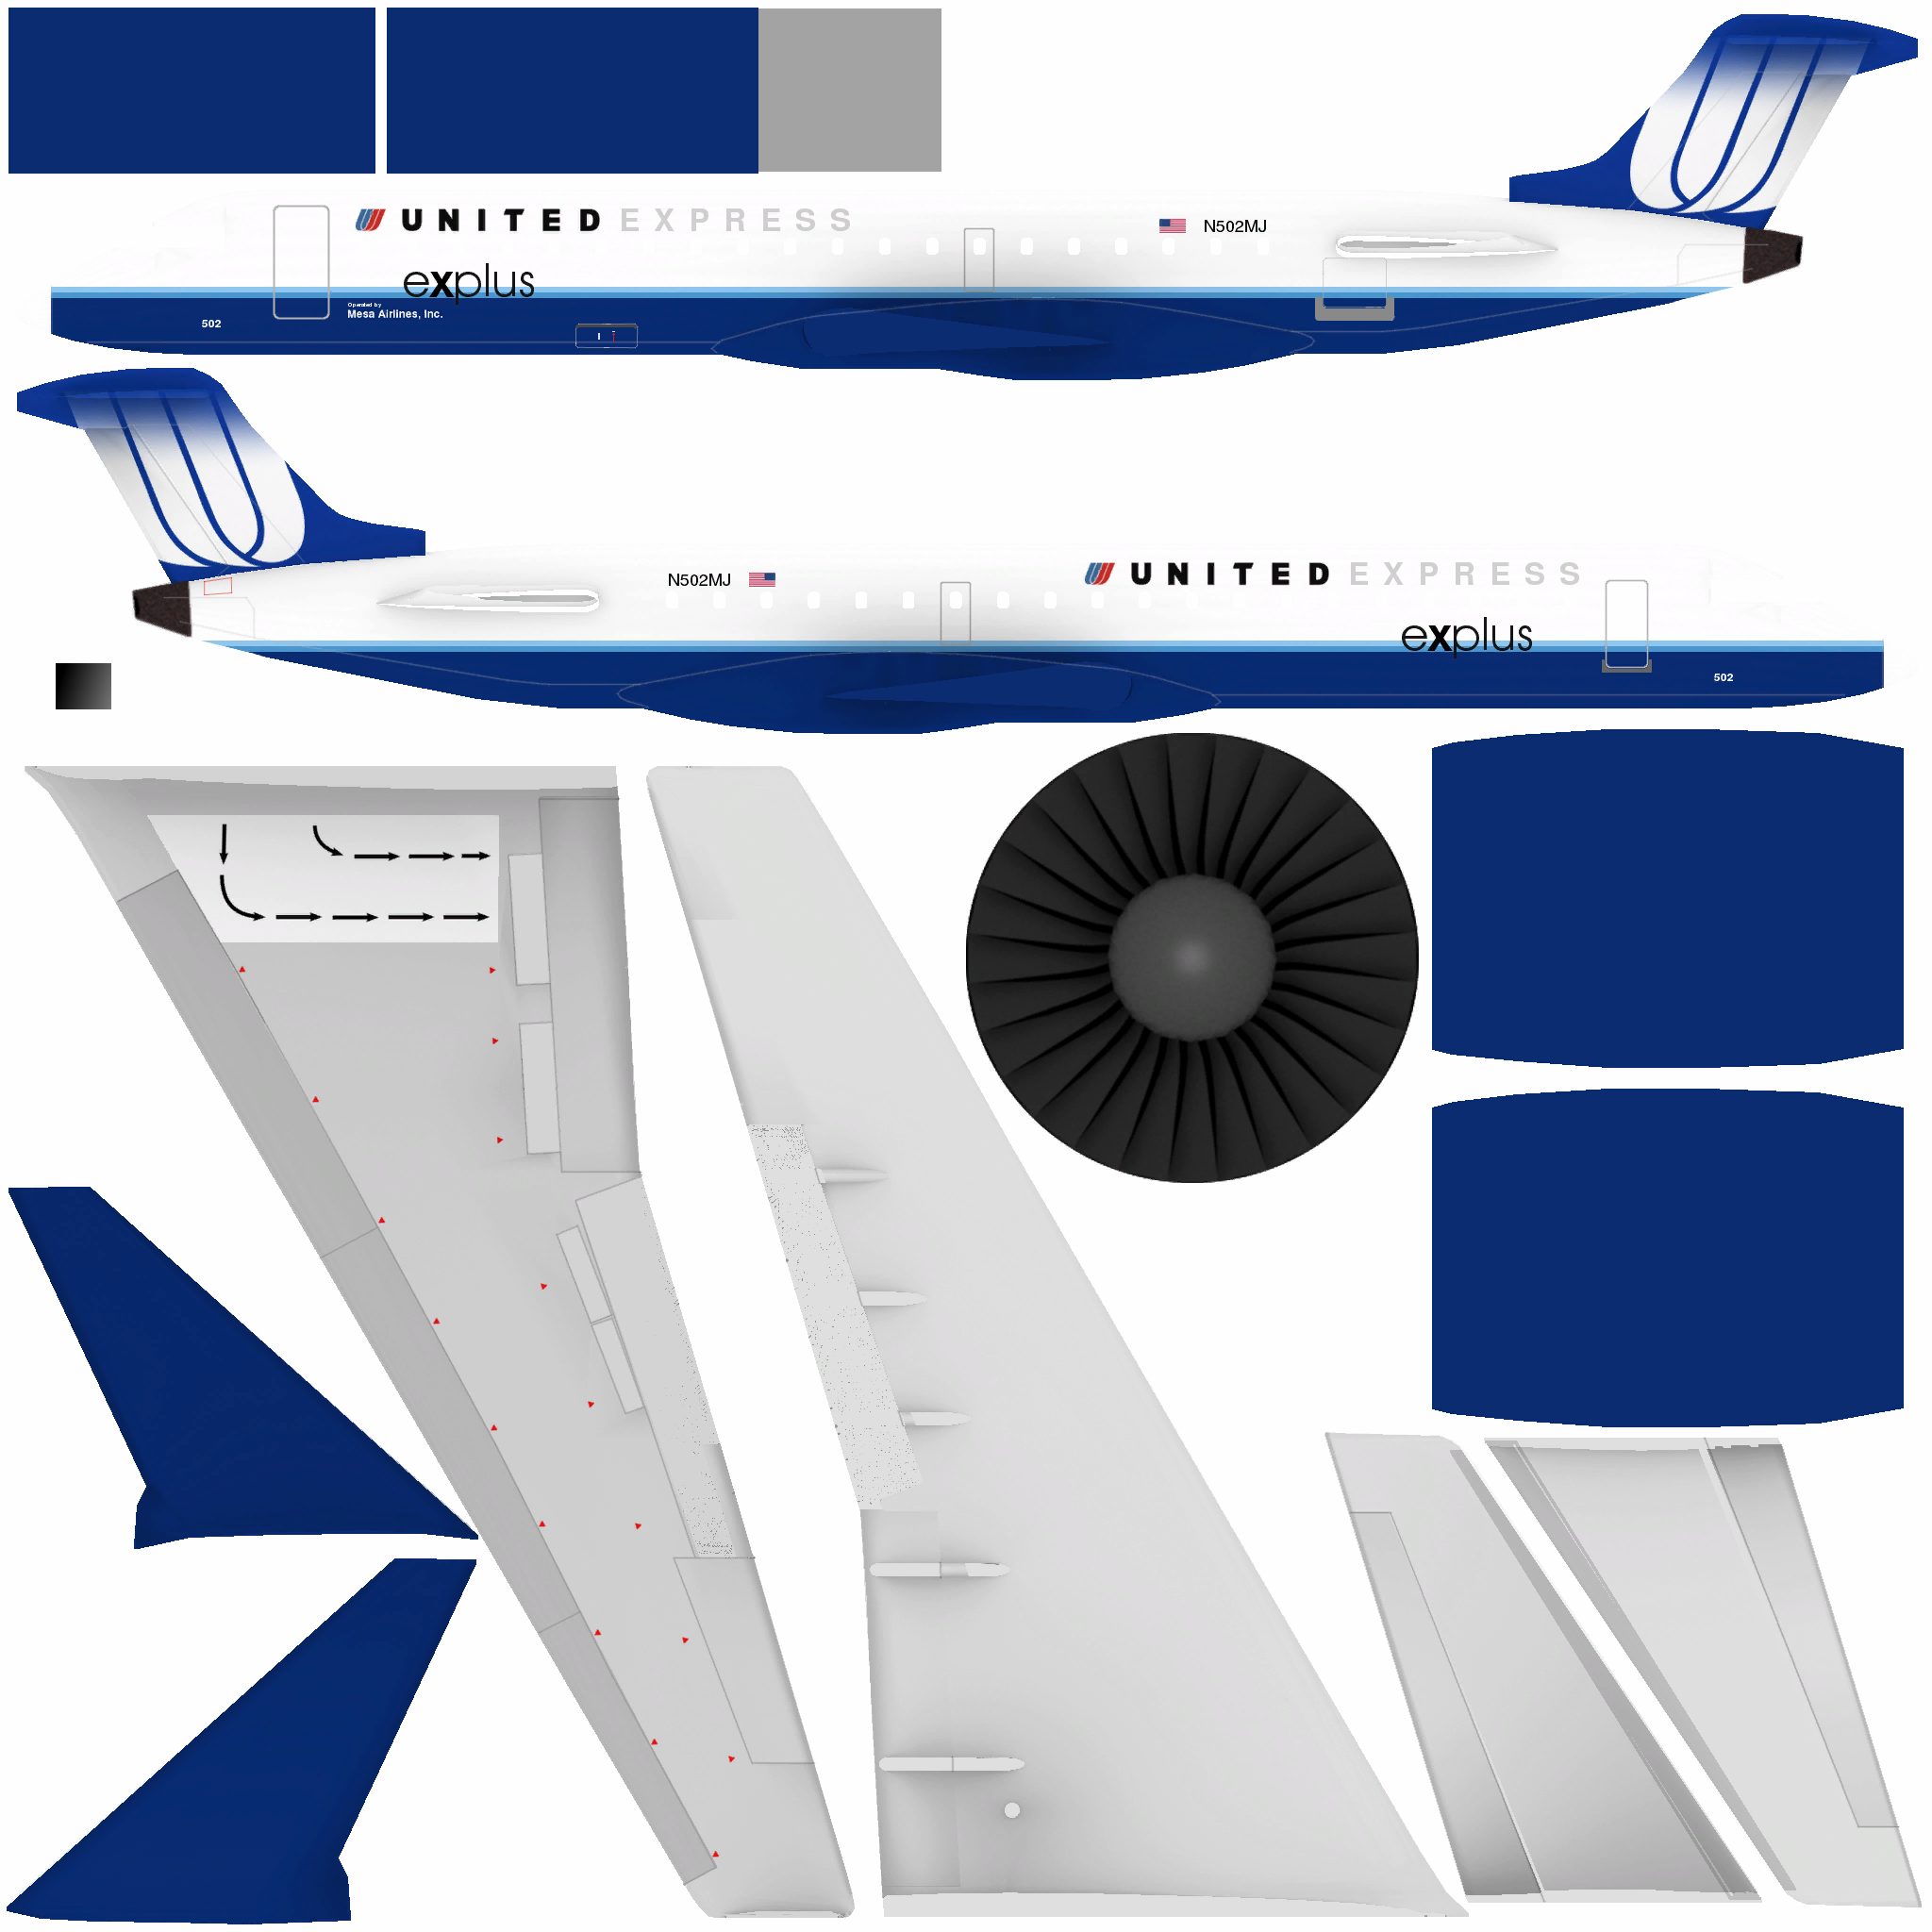 UNITED EXPRESS
N502MJ
explus
Operated by
Mesa Airlines, Inc.
502
N502MJ
UNITED EXPRESS
explus
502